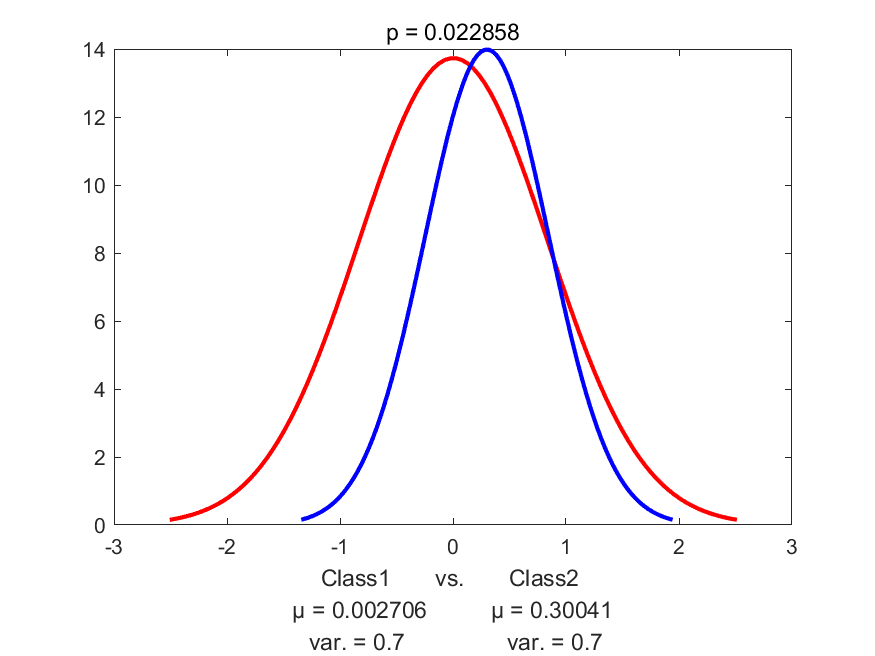 p = 0.022858
14
12
10
8
6
4
2
0
-3 -2 -1 0 1 2 3
Class1 vs. Class2
μ = 0.002706 μ = 0.30041
var. = 0.7 var. = 0.7